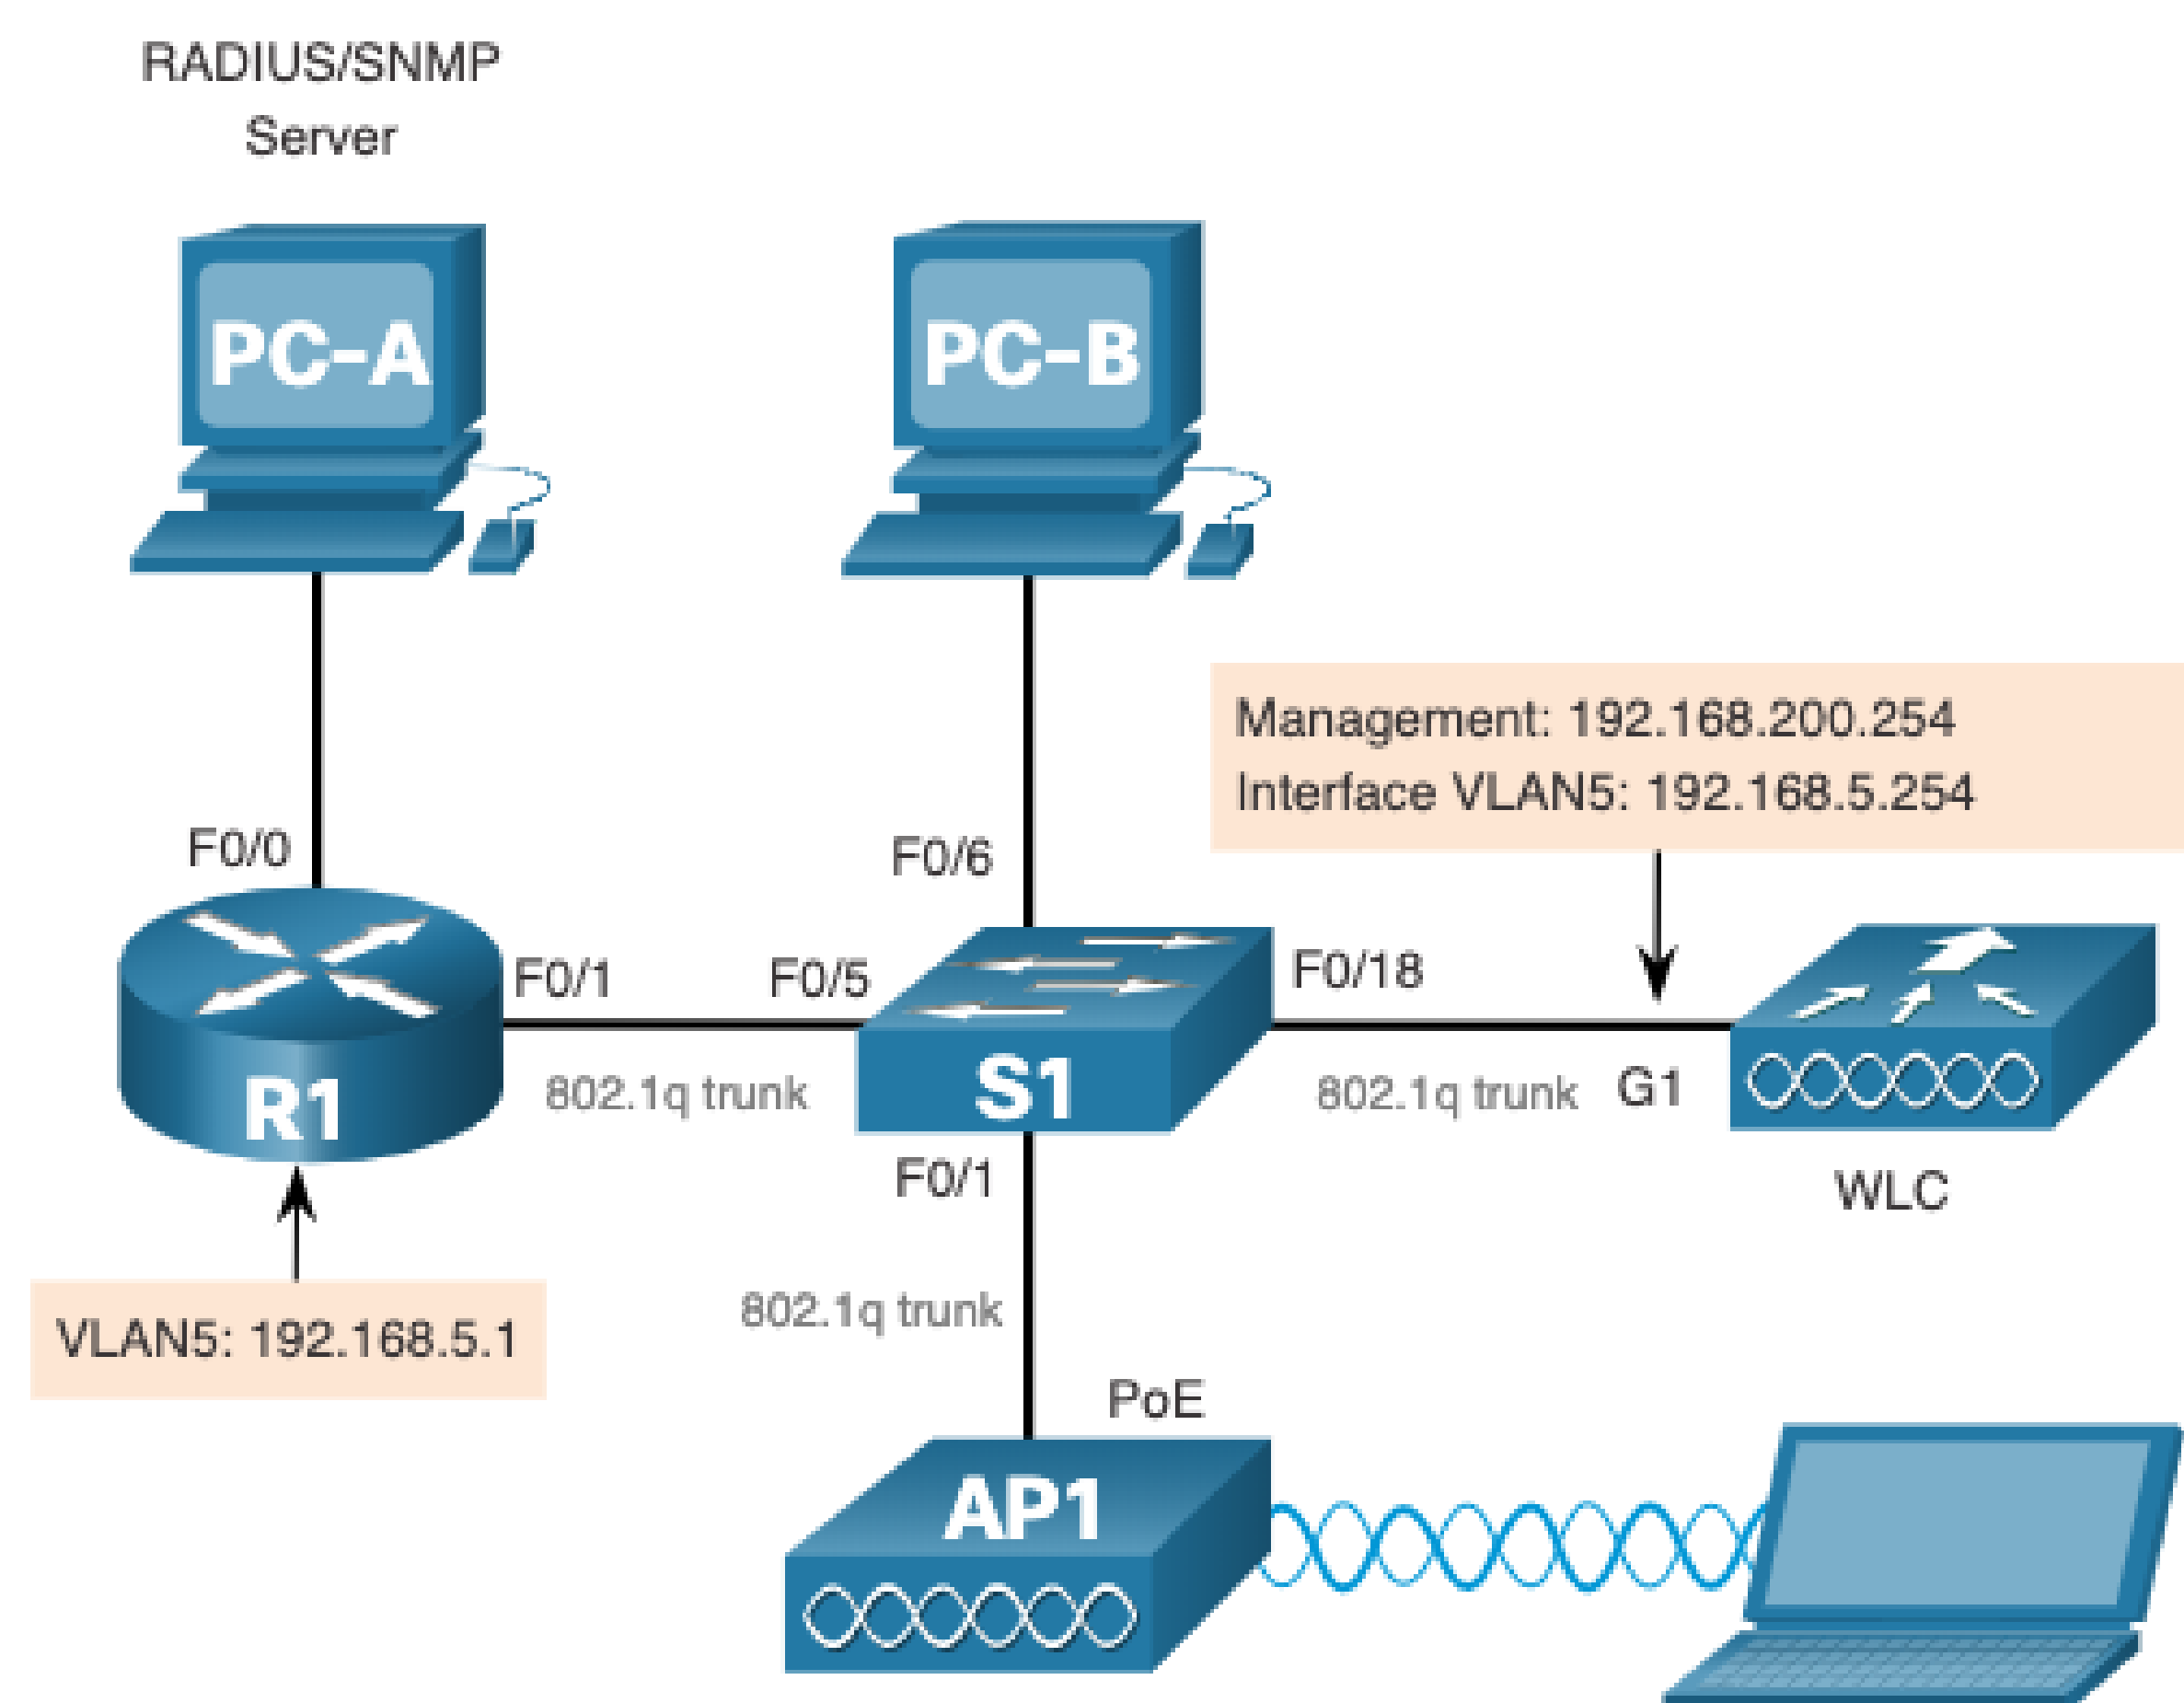 RADIUS/SNMP
Server
PC-A
PC-B
Management: 192.168.200.254
Interface VLAN5: 192.168.5.254
F0/0
F0/6
F0/1
F0/5
F0/18
802.1q trunk
802.1q trunk
G1
R1
S1
F0/1
WLC
VLAN5: 192.168.5.1
802.1q trunk
PoE
AP1